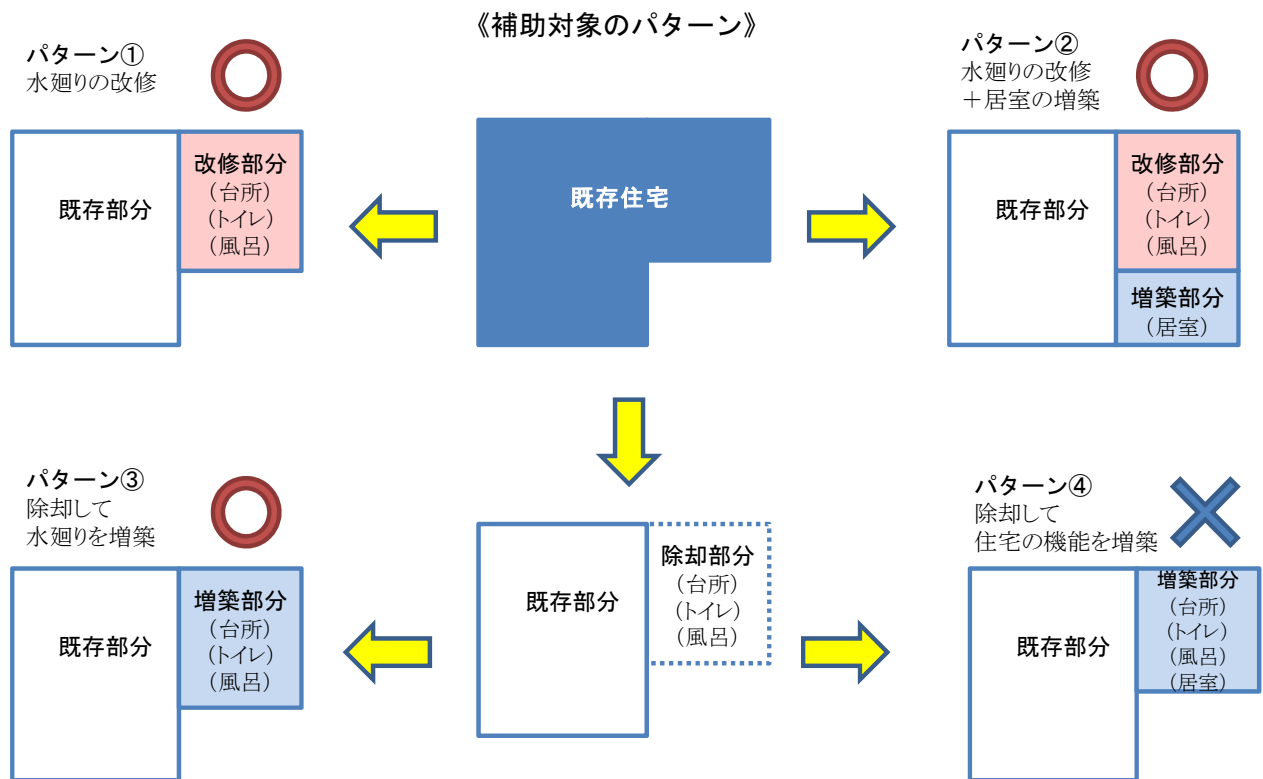 《補助対象のパターン》
パターン①
水廻りの改修
既存部分
改修部分
（台所）
（トイレ）
（風呂）
既存住宅
パターン②
水廻りの改修
＋居室の増築
既存部分
改修部分
（台所）
（トイレ）
（風呂）
増築部分
（居室）
パターン③
除却して
水廻りを増築
既存部分
増築部分
（台所）
（トイレ）
（風呂）
既存部分
除却部分
（台所）
（トイレ）
（風呂）
パターン④
除却して
住宅の機能を増築
既存部分
増築部分
（台所）
（トイレ）
（風呂）
（居室）